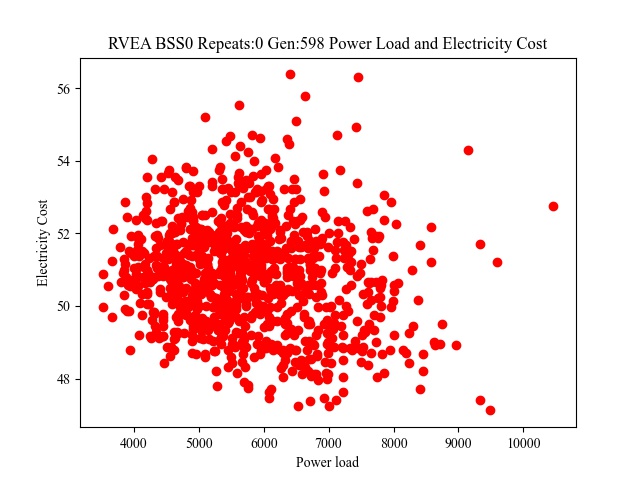 RVEA BSS0 Repeats:0 Gen:598 Power Load and Electricity Cost
56
54
52
50
48
Electricity Cost
4000 5000 6000 7000 8000 9000 10000
Power load